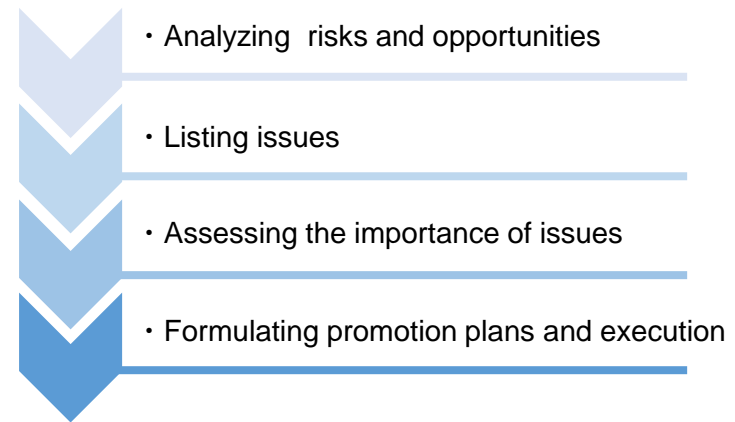 ・Analyzing  risks and opportunities
・Listing issues
・Assessing the importance of issues
・Formulating promotion plans and execution